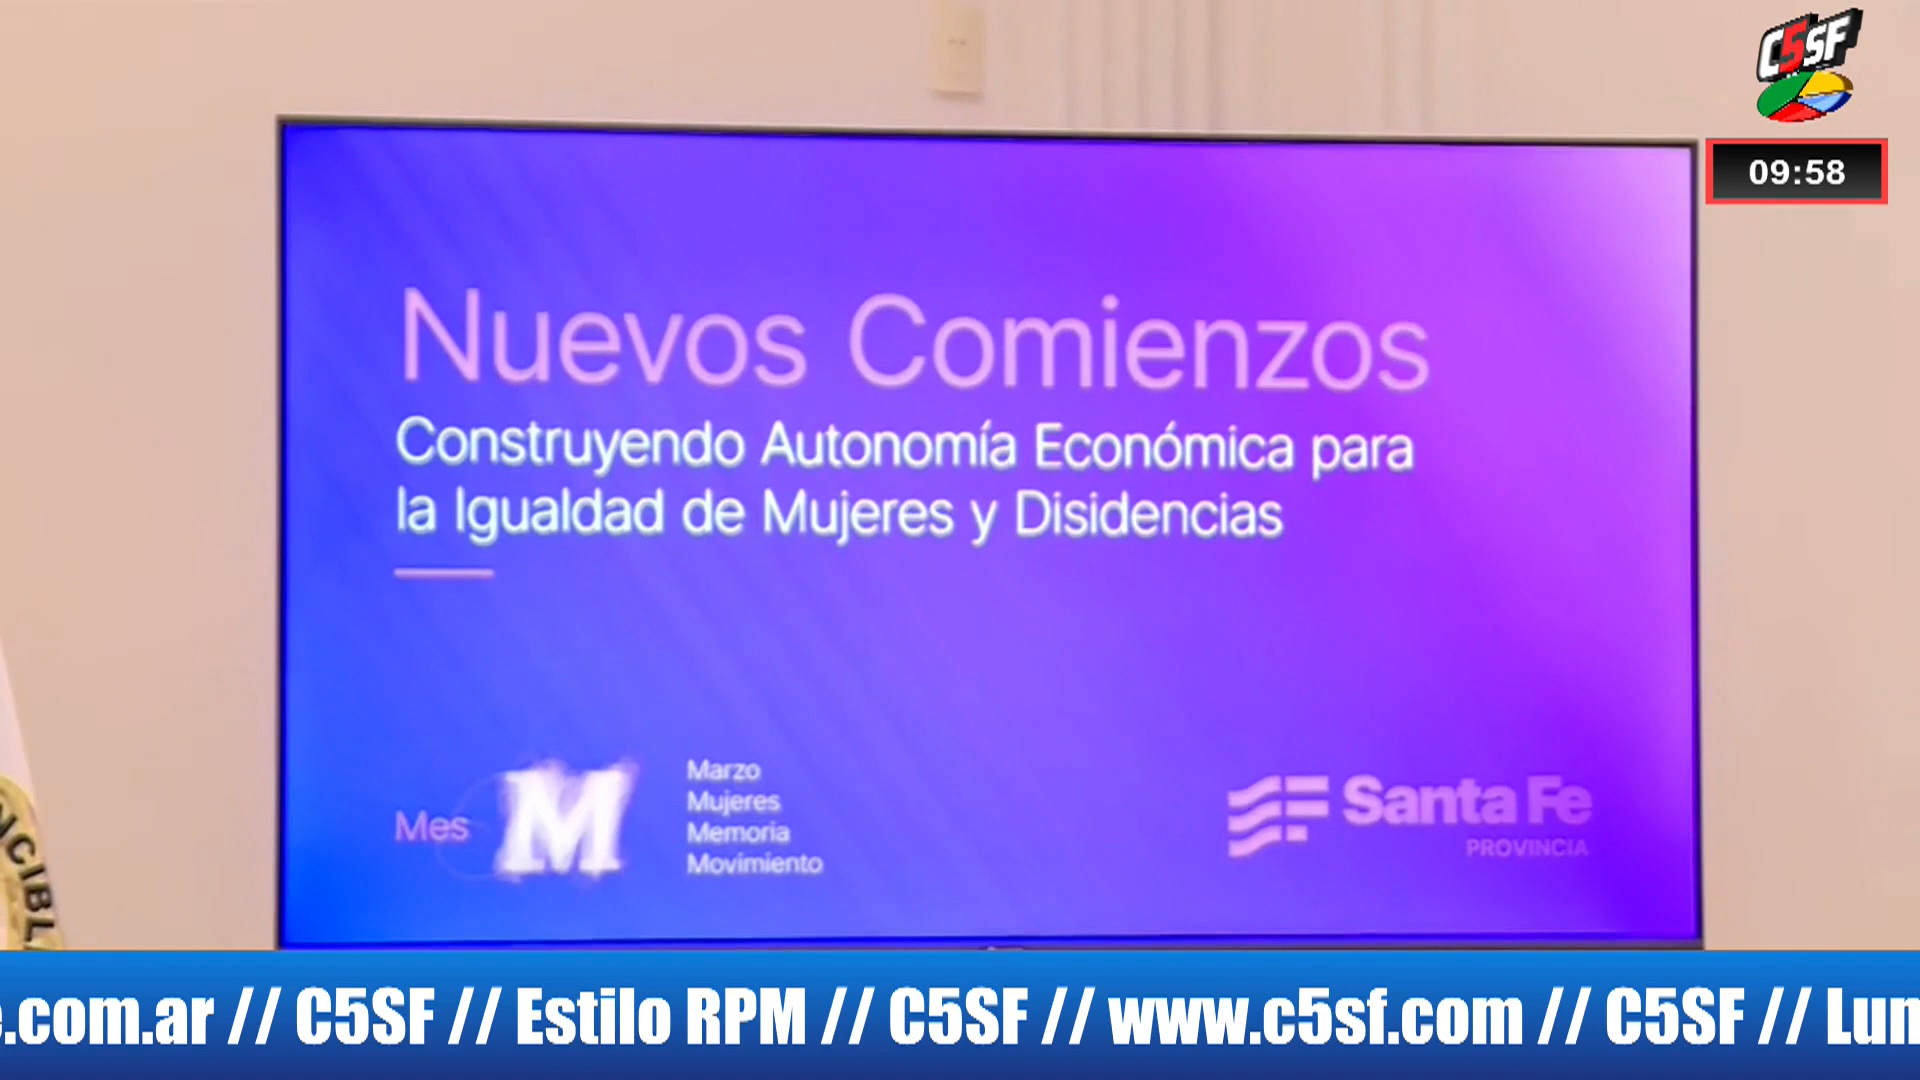 C5SF
09:58
Nuevos Comienzos
Construyendo Autonomía Económica para
la Igualdad de Mujeres y Disidencias
Mes M
Marzo
Mujeres
Memoria
Movimiento
Santa Fe
PROVINCIA
.com.ar // C5SF // Estilo RPM // C5SF // www.c5sf.com // C5SF // Lun